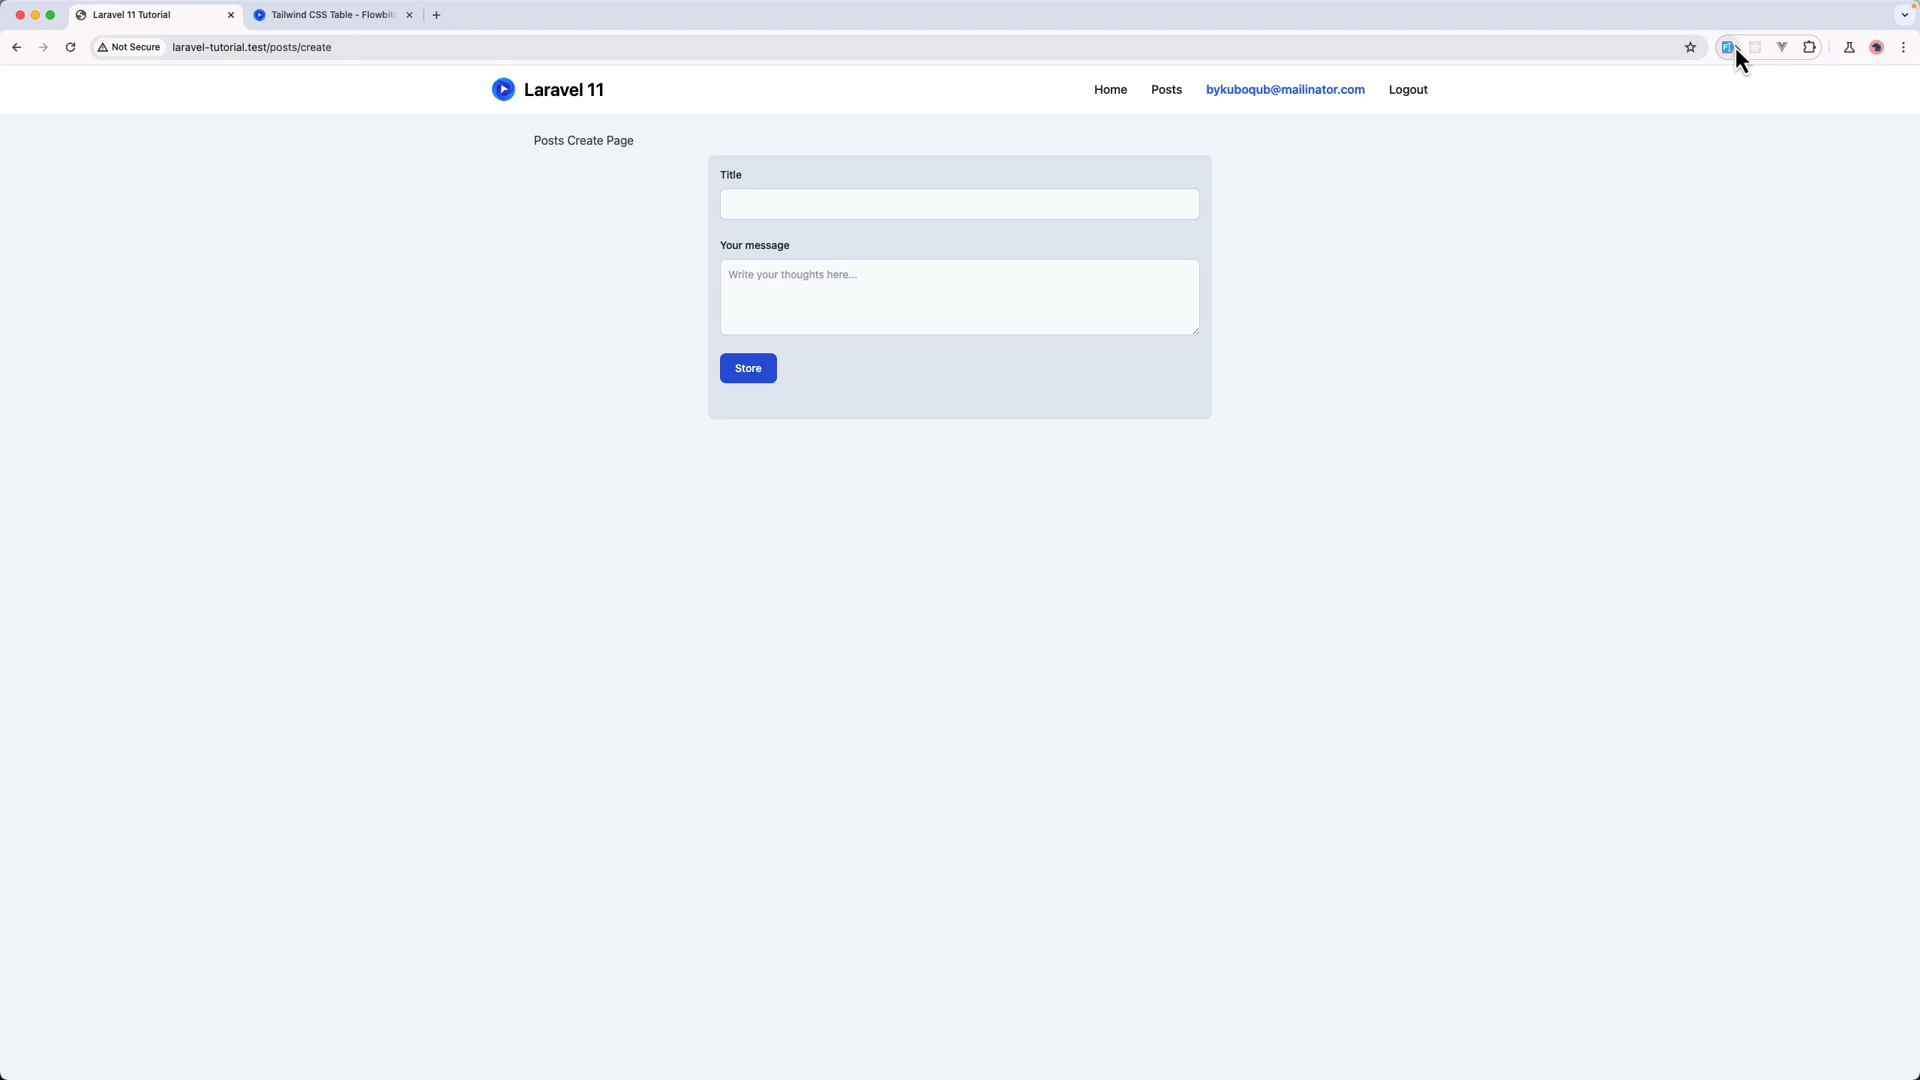 Laravel 11 Tutorial
Tailwind CSS Table - Flowbit
Not Secure
laravel-tutorial.test/posts/create
Laravel 11
Home
Posts
bykuboqub@mailinator.com
Logout
Posts Create Page
Title
Your message
Write your thoughts here...
Store